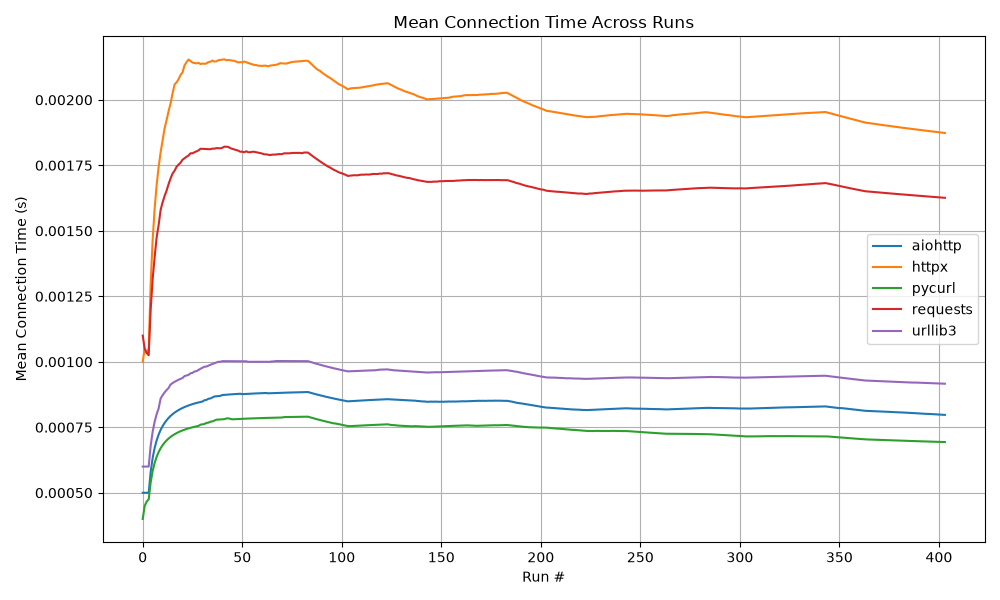 Mean Connection Time Across Runs
Mean Connection Time (s)
0.00200
0.00175
0.00150
0.00125
0.00100
0.00075
0.00050
aiohttp
httpx
pycurl
requests
urllib3
0 50 100 150 200 250 300 350 400
Run #